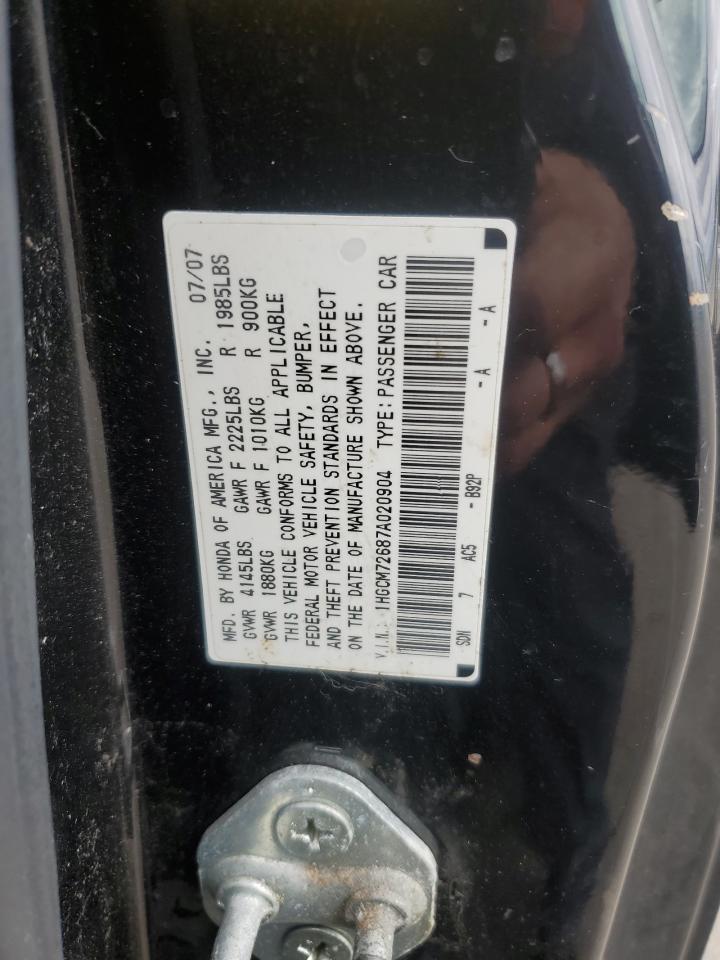 MFD. BY HONDA OF AMERICA MFG., INC. 07/07
GVWR 4145LBS GAWR F 2225LBS R 1985LBS
GVWR 1880KG GAWR F 1010KG R 900KG
THIS VEHICLE CONFORMS TO ALL APPLICABLE
FEDERAL MOTOR VEHICLE SAFETY, BUMPER,
AND THEFT PREVENTION STANDARDS IN EFFECT
ON THE DATE OF MANUFACTURE SHOWN ABOVE.
V.I.N.: 1HGCM72687A020904 TYPE: PASSENGER CAR
SDN 7 AC5 - B92P - A - A